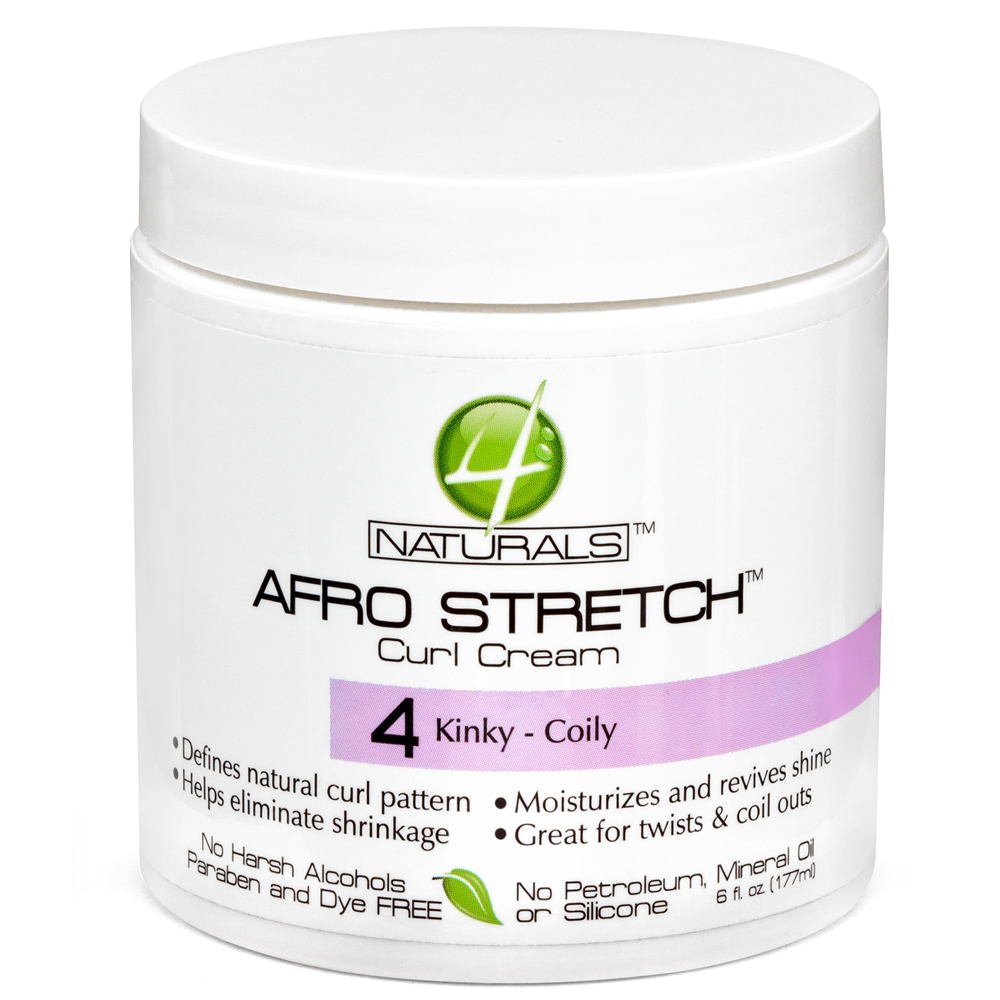 4
NATURALS™
AFRO STRETCH™
Curl Cream
4 Kinky - Coily
• Defines natural curl pattern
• Helps eliminate shrinkage
• Moisturizes and revives shine
• Great for twists & coil outs
No Harsh Alcohols
Paraben and Dye FREE
No Petroleum, Mineral Oil
or Silicone
6 fl. oz. (177ml)